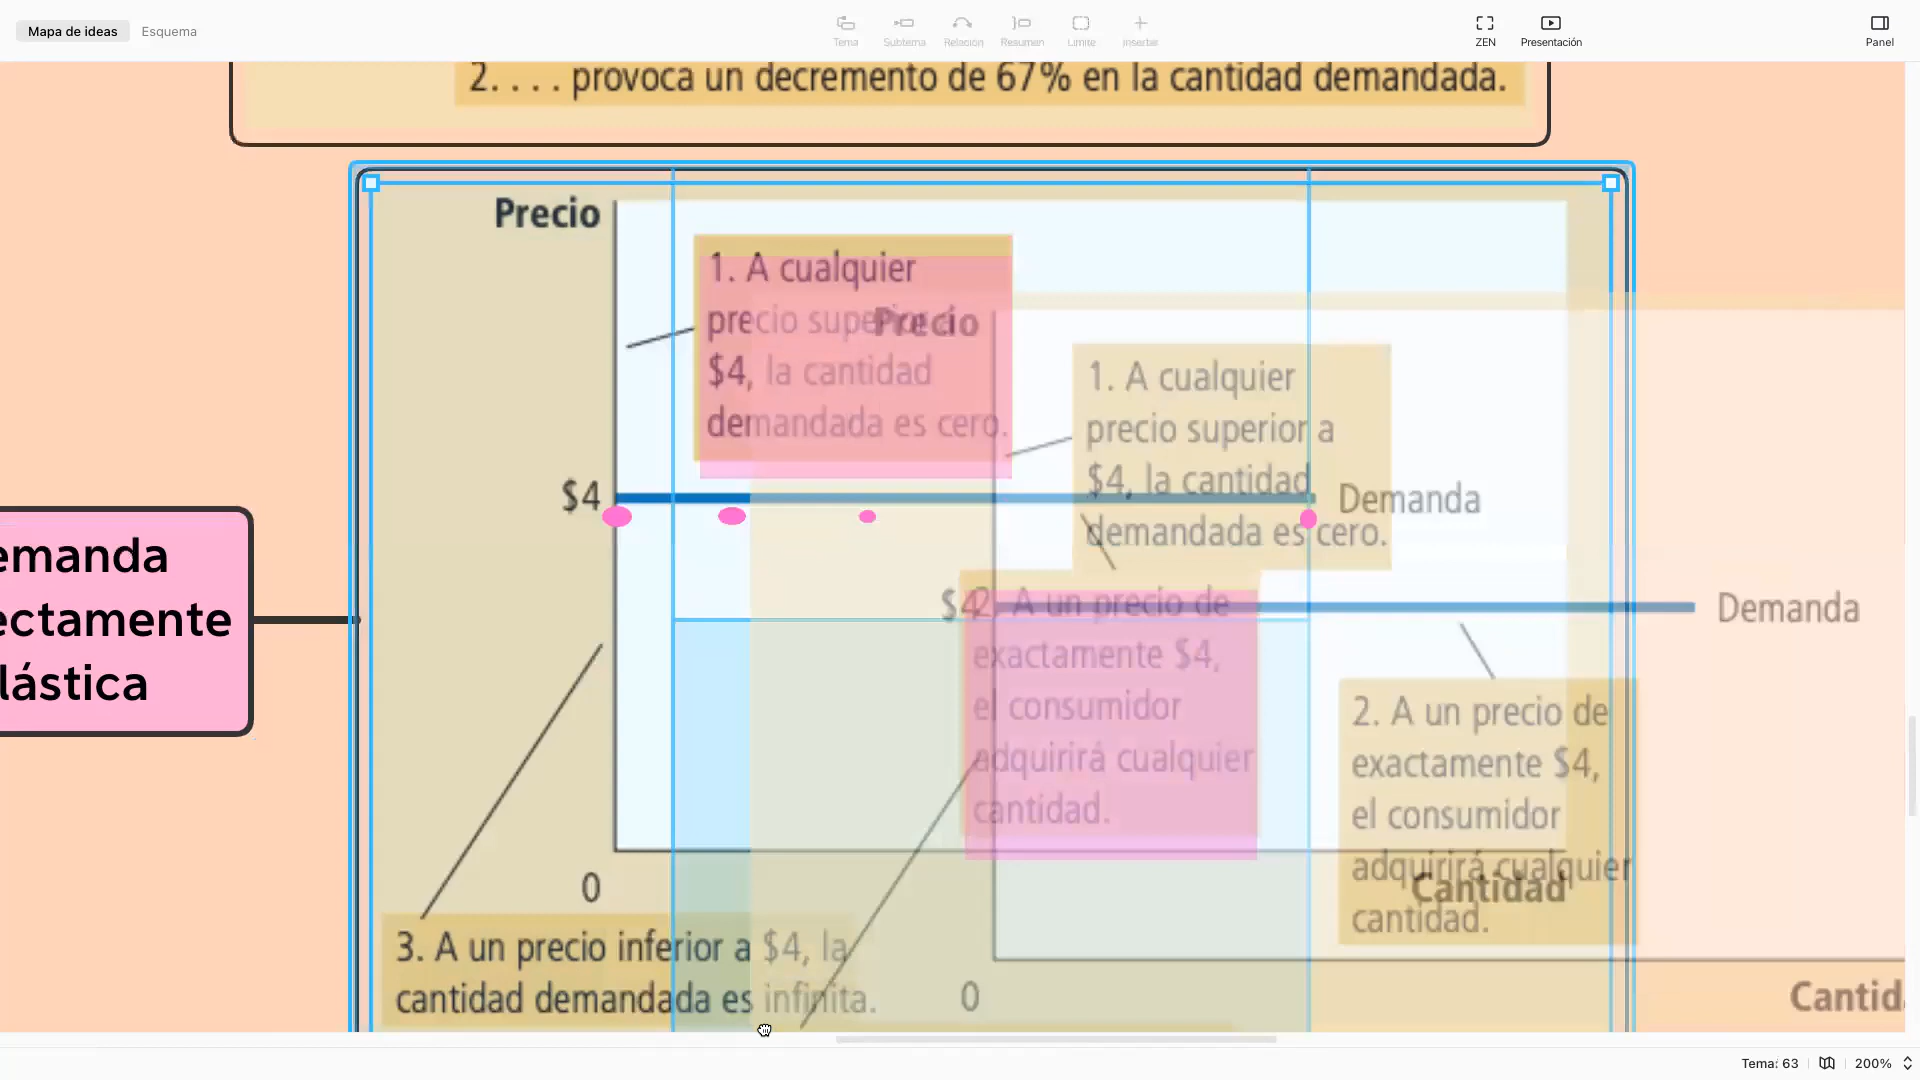 Mapa de ideas
Esquema
Tema
Subtema
Relación
Resumen
Límite
Insertar
ZEN
Presentación
Panel
2. . . . provoca un decremento de 67% en la cantidad demandada.
Precio
1. A cualquier
precio superior a
$4, la cantidad
demandada es cero.
$4
Demanda
0
Cantidad
2. A un precio de
exactamente $4,
el consumidor
adquirirá cualquier
cantidad.
3. A un precio inferior a $4, la
cantidad demandada es infinita.
Precio
1. A cualquier
precio superior a
$4, la cantidad
demandada es cero.
$4
Demanda
2. A un precio de
exactamente $4,
el consumidor
adquirirá cualquier
cantidad.
0
Cantid
emanda
ectamente
lástica
Tema: 63
200%